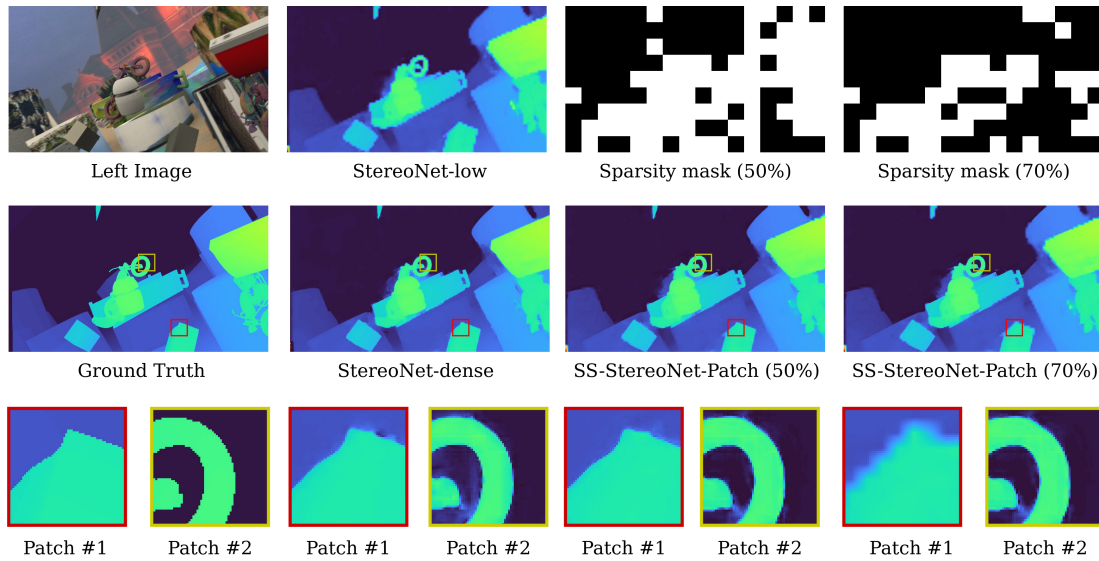 Left Image
StereoNet-low
Sparsity mask (50%)
Sparsity mask (70%)
Ground Truth
StereoNet-dense
SS-StereoNet-Patch (50%)
SS-StereoNet-Patch (70%)
Patch #1
Patch #2
Patch #1
Patch #2
Patch #1
Patch #2
Patch #1
Patch #2